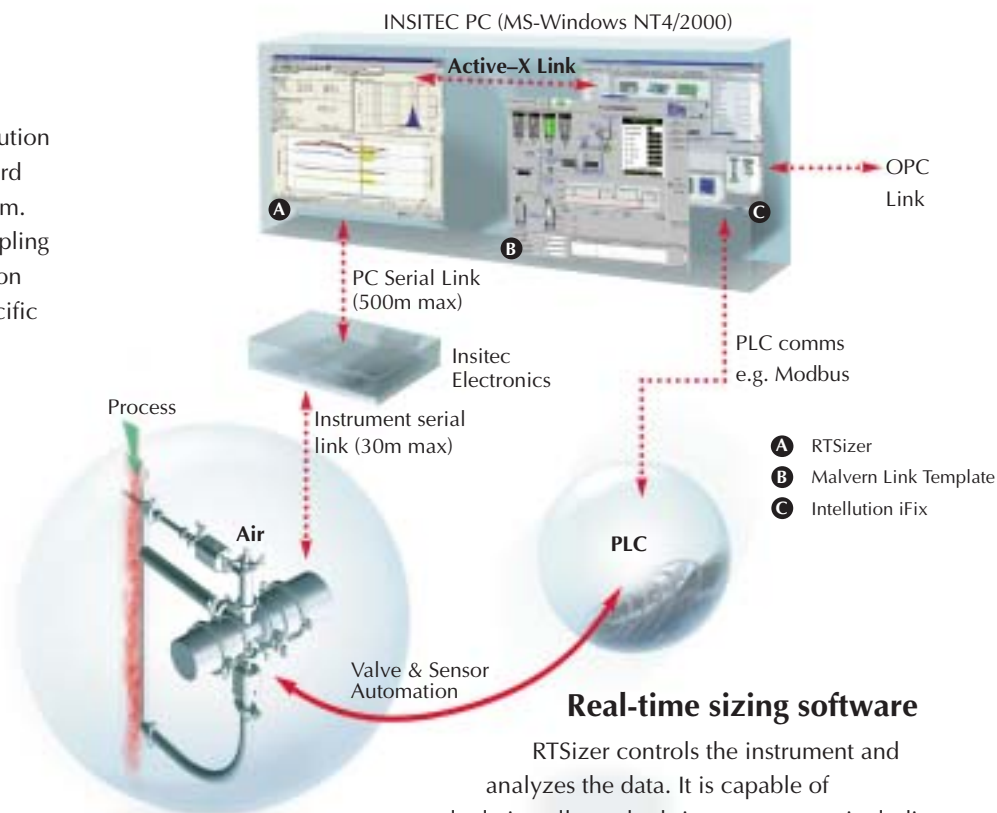 INSITEC PC (MS-Windows NT4/2000)
Active–X Link
OPC
Link
A
B
C
PC Serial Link
(500m max)
Insitec
Electronics
PLC comms
e.g. Modbus
Process
Instrument serial
link (30m max)
A RTSizer
B Malvern Link Template
C Intellution iFix
Air
PLC
Valve & Sensor
Automation
Real-time sizing software
RTSizer controls the instrument and
analyzes the data. It is capable of